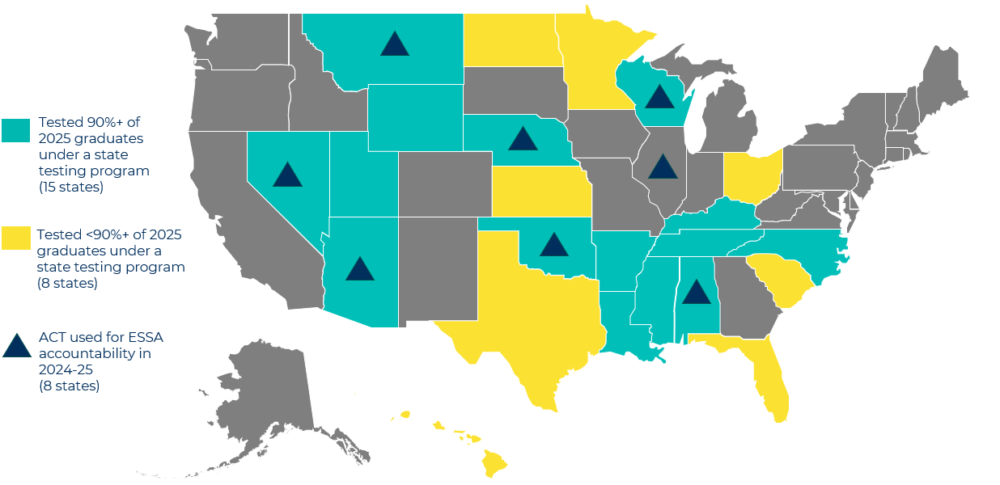 Tested 90%+ of
2025 graduates
under a state
testing program
(15 states)
Tested <90%+ of 2025
graduates under a
state testing program
(8 states)
ACT used for ESSA
accountability in
2024-25
(8 states)